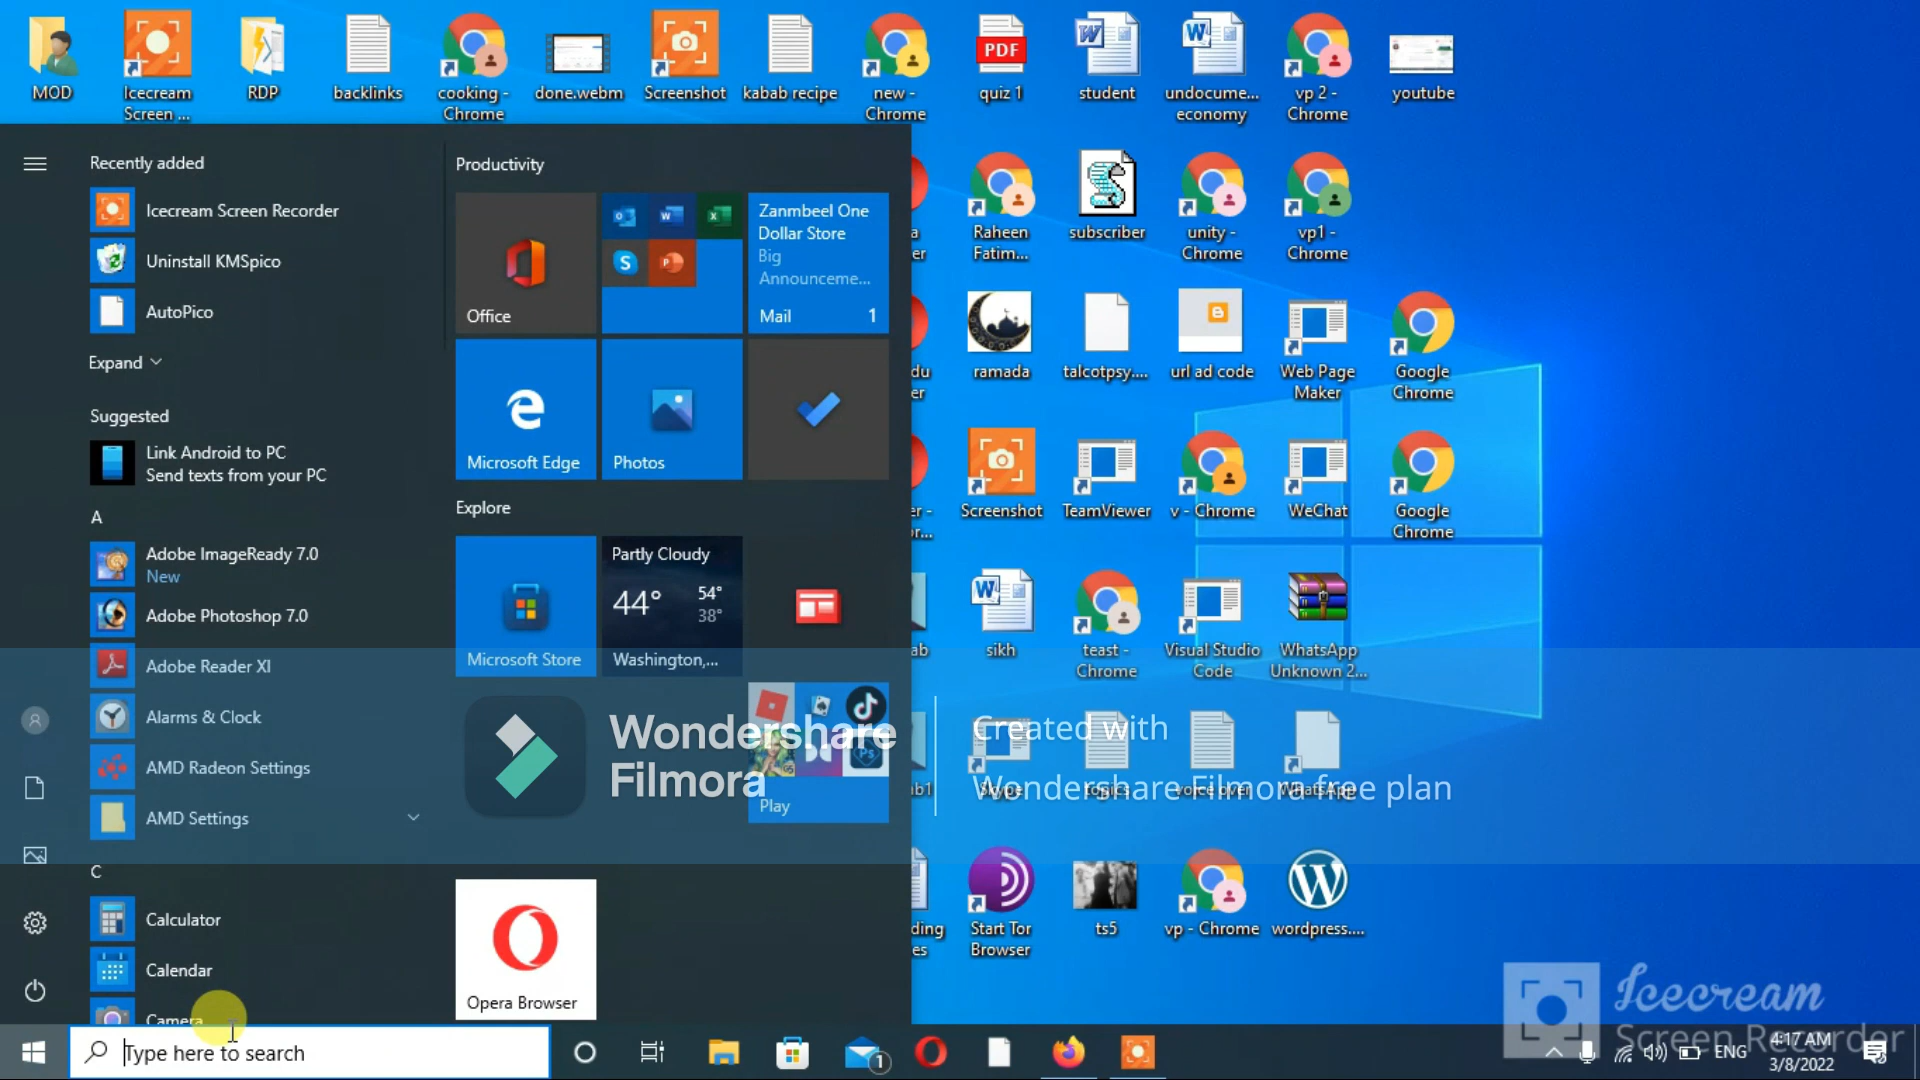 MOD
Icecream
Screen ...
RDP
backlinks
cooking -
Chrome
done.webm
Screenshot
kabab recipe
new -
Chrome
PDF
quiz 1
student
undocume...
economy
vp 2 -
Chrome
youtube
Recently added
Icecream Screen Recorder
Uninstall KMSpico
AutoPico
Expand
Suggested
Link Android to PC
Send texts from your PC
A
Adobe ImageReady 7.0
New
Adobe Photoshop 7.0
Adobe Reader XI
Alarms & Clock
AMD Radeon Settings
AMD Settings
C
Calculator
Calendar
Camera
Productivity
Office
Zanmbeel One
Dollar Store
Big
Announceme...
Mail 1
Microsoft Edge
Photos
Explore
Microsoft Store
Partly Cloudy
44° 54°
38°
Washington,...
Play
Opera Browser
Raheen
Fatim...
subscriber
unity -
Chrome
vp1 -
Chrome
ramada
talcotpsy....
url ad code
Web Page
Maker
Google
Chrome
Screenshot
TeamViewer
v - Chrome
WeChat
Google
Chrome
sikh
teast -
Chrome
Visual Studio
Code
WhatsApp
Unknown 2...
Skype
topics
voice over
WhatsApp
Wondershare
Filmora
Created with
Wondershare Filmora free plan
Start Tor
Browser
ts5
vp - Chrome
wordpress....
Icecream
Screen Recorder
Type here to search
1
ENG
4:17 AM
3/8/2022